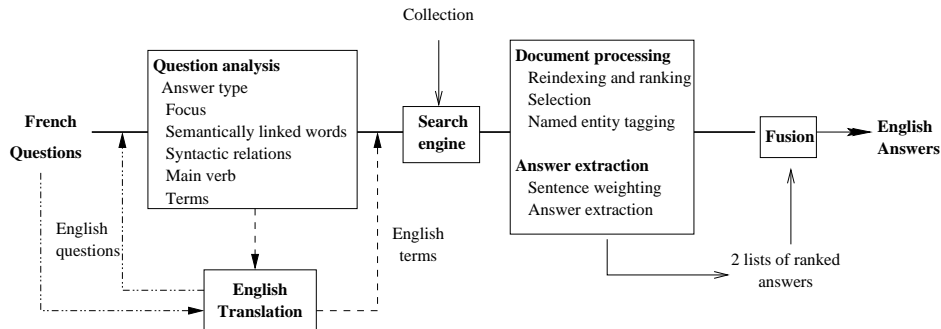 Collection
Question analysis
Answer type
Focus
Semantically linked words
Syntactic relations
Main verb
Terms
French
Questions
English
questions
English
Translation
English
terms
Search
engine
Document processing
Reindexing and ranking
Selection
Named entity tagging
Answer extraction
Sentence weighting
Answer extraction
2 lists of ranked
answers
Fusion
English
Answers